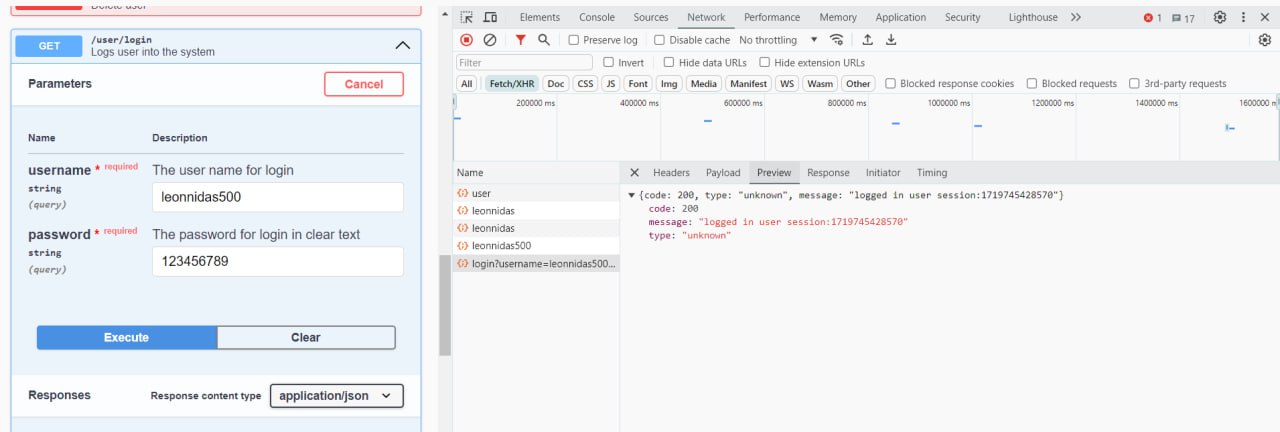 Delete user
GET /user/login
Logs user into the system
Parameters
Cancel
Name Description
username * required
string
(query)
The user name for login
leonnidas500
password * required
string
(query)
The password for login in clear text
123456789
Execute Clear
Responses Response content type application/json
Elements Console Sources Network Performance Memory Application Security Lighthouse 1 17
Preserve log Disable cache No throttling
Filter Invert Hide data URLs Hide extension URLs
All Fetch/XHR Doc CSS JS Font Img Media Manifest WS Wasm Other Blocked response cookies Blocked requests 3rd-party requests
200000 ms 400000 ms 600000 ms 800000 ms 1000000 ms 1200000 ms 1400000 ms 1600000 m
Name
user
leonnidas
leonnidas
leonnidas500
login?username=leonnidas500...
Headers Payload Preview Response Initiator Timing
{code: 200, type: "unknown", message: "logged in user session:1719745428570"}
code: 200
message: "logged in user session:1719745428570"
type: "unknown"